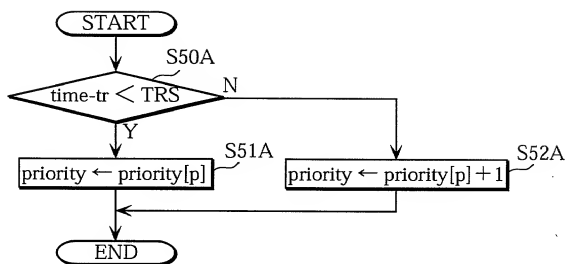 START
S50A
time-tr < TRS
N
Y
S51A
priority ← priority[p]
S52A
priority ← priority[p]+1
END